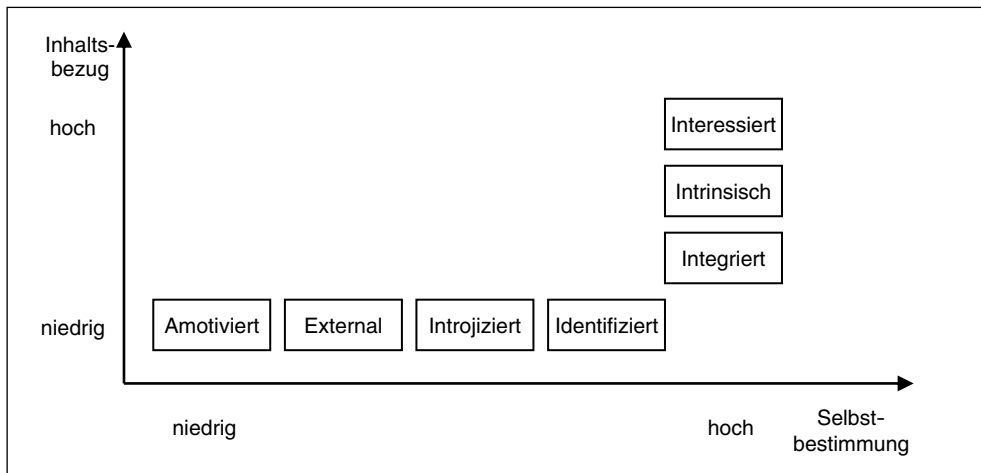 Inhalts-
bezug
hoch
Interessiert
Intrinsisch
Integriert
niedrig
Amotiviert
External
Introjiziert
Identifiziert
niedrig
hoch
Selbst-
bestimmung